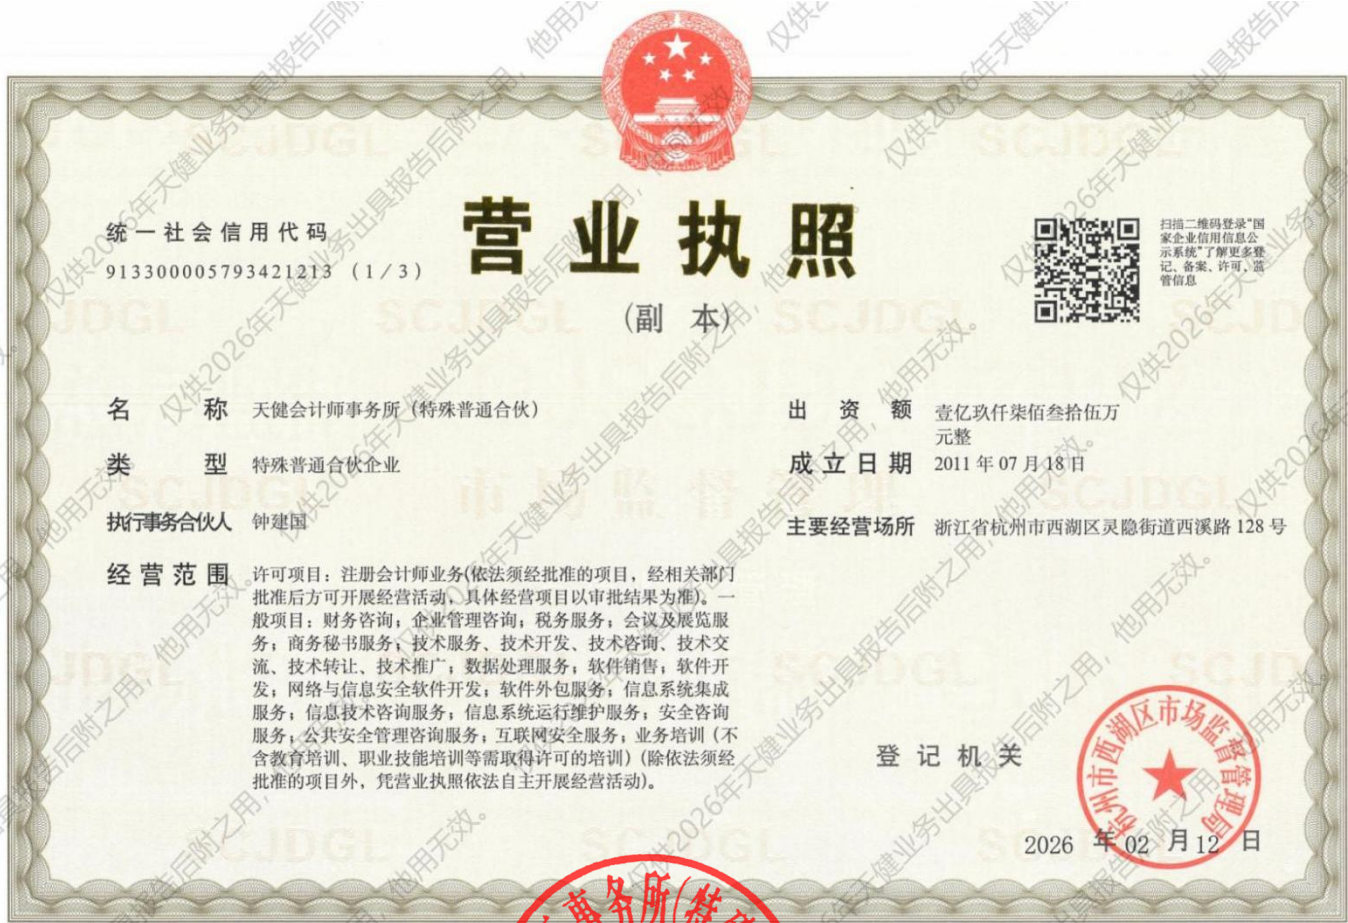 营业执照
(副 本)
统一社会信用代码
913300005793421213 (1/3)
扫描二维码登录“国
家企业信用信息公
示系统”了解更多登
记、备案、许可、监
管信息
名 称 天健会计师事务所（特殊普通合伙）
类 型 特殊普通合伙企业
执行事务合伙人 钟建国
经营范围 许可项目：注册会计师业务(依法须经批准的项目，经相关部门
批准后方可开展经营活动，具体经营项目以审批结果为准)。一
般项目：财务咨询；企业管理咨询；税务服务；会议及展览服
务；商务秘书服务；技术服务、技术开发、技术咨询、技术交
流、技术转让、技术推广；数据处理服务；软件销售；软件开
发；网络与信息安全软件开发；软件外包服务；信息系统集成
服务；信息技术咨询服务；信息系统运行维护服务；安全咨询
服务；公共安全管理咨询服务；互联网安全服务；业务培训（不
含教育培训、职业技能培训等需取得许可的培训）(除依法须经
批准的项目外，凭营业执照依法自主开展经营活动)。
出资额 壹亿玖仟柒佰叁拾伍万
元整
成立日期 2011 年 07 月 18 日
主要经营场所 浙江省杭州市西湖区灵隐街道西溪路 128 号
登记机关
杭州市西湖区市场监督管理局
2026 年 02 月 12 日
事务所(特殊
仅供2026年天健业务出具报告后附之用，他用无效。
SCJDGL
市场监督管理